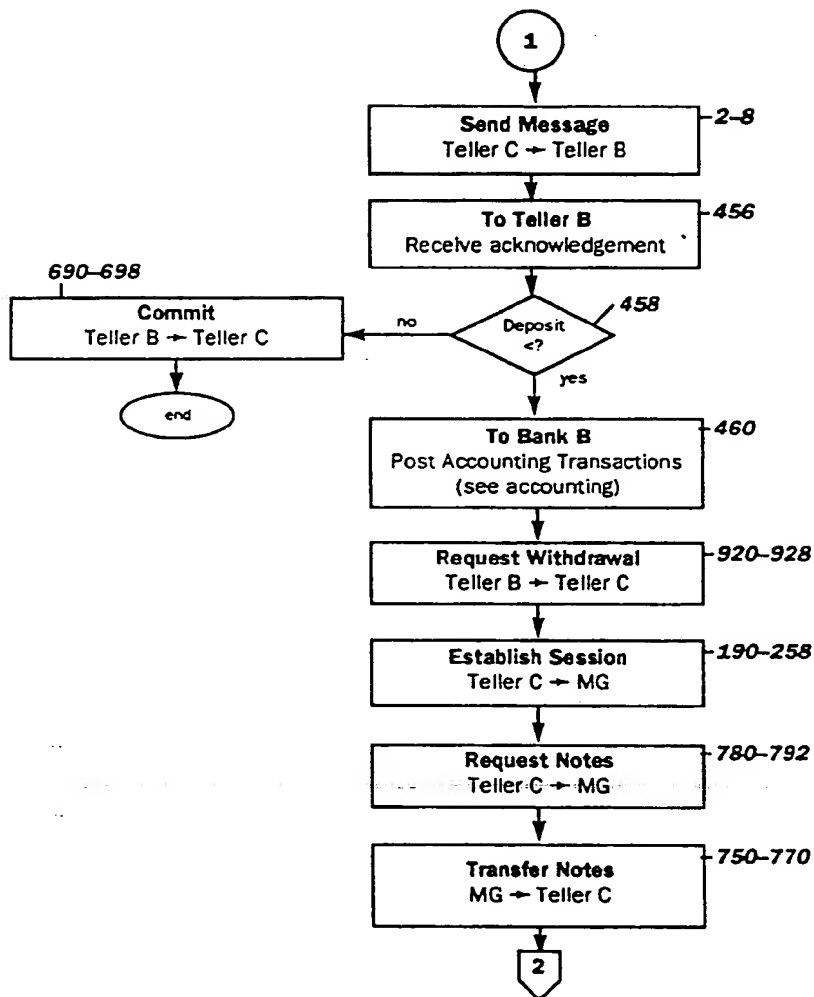 1
Send Message
Teller C → Teller B
2-8
To Teller B
Receive acknowledgement
456
690-698
Commit
Teller B → Teller C
no
Deposit
<?
458
end
yes
To Bank B
Post Accounting Transactions
(see accounting)
460
Request Withdrawal
Teller B → Teller C
920-928
Establish Session
Teller C → MG
190-258
Request Notes
Teller C → MG
780-792
Transfer Notes
MG → Teller C
750-770
2